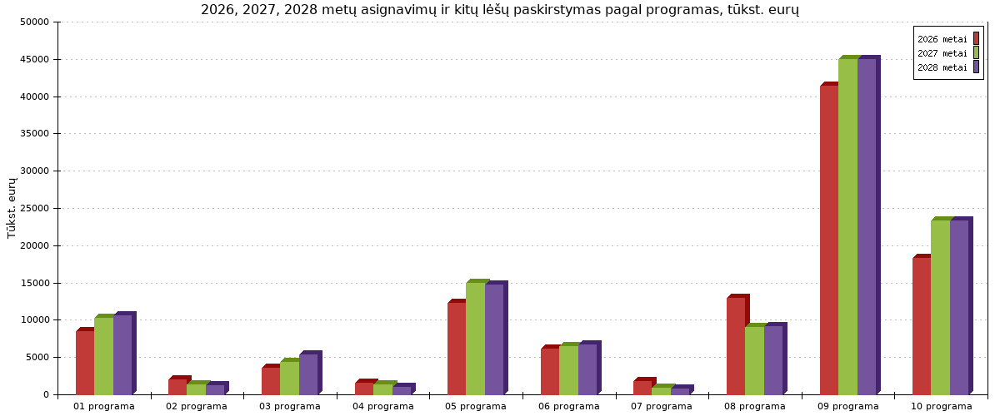 2026, 2027, 2028 metų asignavimų ir kitų lėšų paskirstymas pagal programas, tūkst. eurų
50000
45000
40000
35000
30000
25000
20000
15000
10000
5000
0
Tūkst. eurų
2026 metai
2027 metai
2028 metai
01 programa 02 programa 03 programa 04 programa 05 programa 06 programa 07 programa 08 programa 09 programa 10 programa